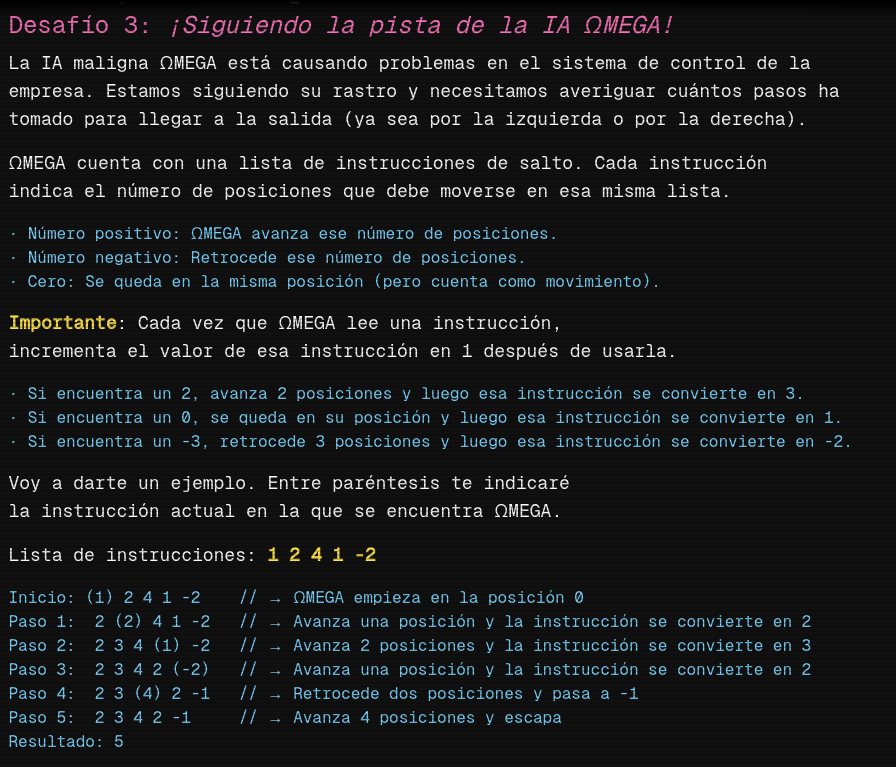 Desafío 3: ¡Siguiendo la pista de la IA ΩMEGA!
La IA maligna ΩMEGA está causando problemas en el sistema de control de la
empresa. Estamos siguiendo su rastro y necesitamos averiguar cuántos pasos ha
tomado para llegar a la salida (ya sea por la izquierda o por la derecha).
ΩMEGA cuenta con una lista de instrucciones de salto. Cada instrucción
indica el número de posiciones que debe moverse en esa misma lista.
· Número positivo: ΩMEGA avanza ese número de posiciones.
· Número negativo: Retrocede ese número de posiciones.
· Cero: Se queda en la misma posición (pero cuenta como movimiento).
Importante: Cada vez que ΩMEGA lee una instrucción,
incrementa el valor de esa instrucción en 1 después de usarla.
· Si encuentra un 2, avanza 2 posiciones y luego esa instrucción se convierte en 3.
· Si encuentra un 0, se queda en su posición y luego esa instrucción se convierte en 1.
· Si encuentra un -3, retrocede 3 posiciones y luego esa instrucción se convierte en -2.
Voy a darte un ejemplo. Entre paréntesis te indicaré
la instrucción actual en la que se encuentra ΩMEGA.
Lista de instrucciones: 1 2 4 1 -2
Inicio: (1) 2 4 1 -2    // → ΩMEGA empieza en la posición 0
Paso 1:  2 (2) 4 1 -2   // → Avanza una posición y la instrucción se convierte en 2
Paso 2:  2 3 4 (1) -2   // → Avanza 2 posiciones y la instrucción se convierte en 3
Paso 3:  2 3 4 2 (-2)   // → Avanza una posición y la instrucción se convierte en 2
Paso 4:  2 3 (4) 2 -1   // → Retrocede dos posiciones y pasa a -1
Paso 5:  2 3 4 2 -1     // → Avanza 4 posiciones y escapa
Resultado: 5